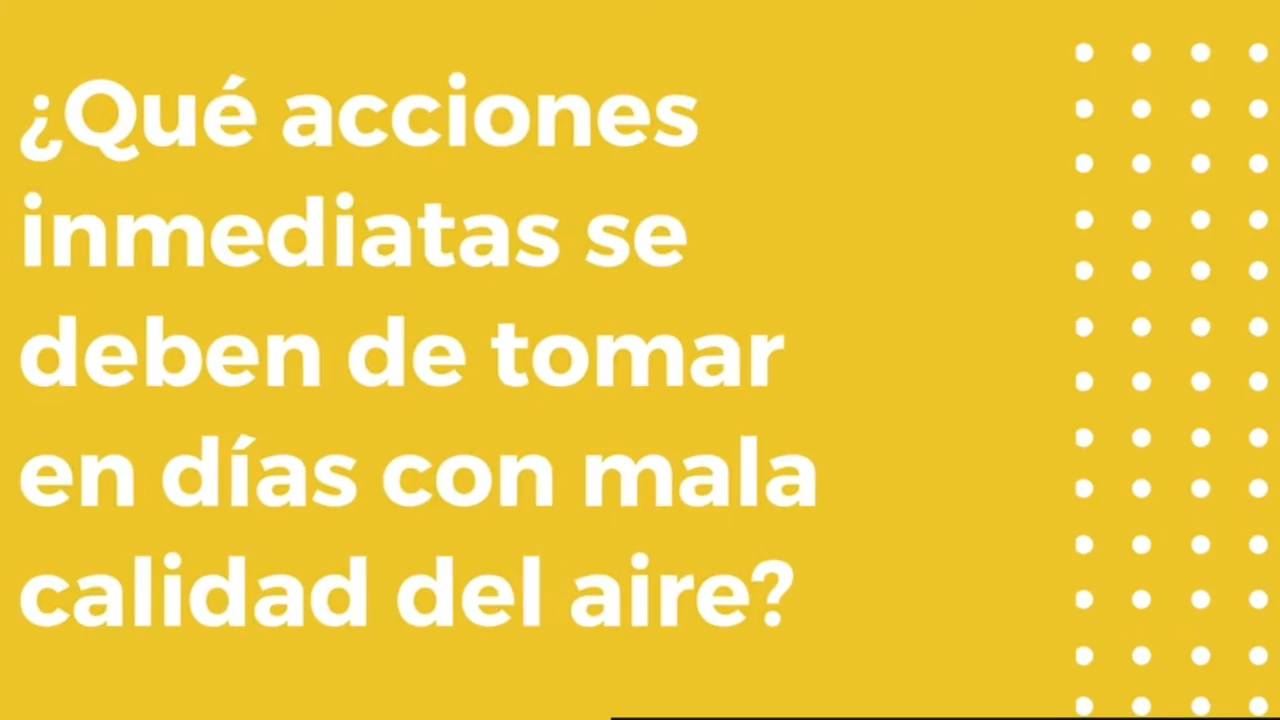 ¿Qué acciones
inmediatas se
deben de tomar
en días con mala
calidad del aire?